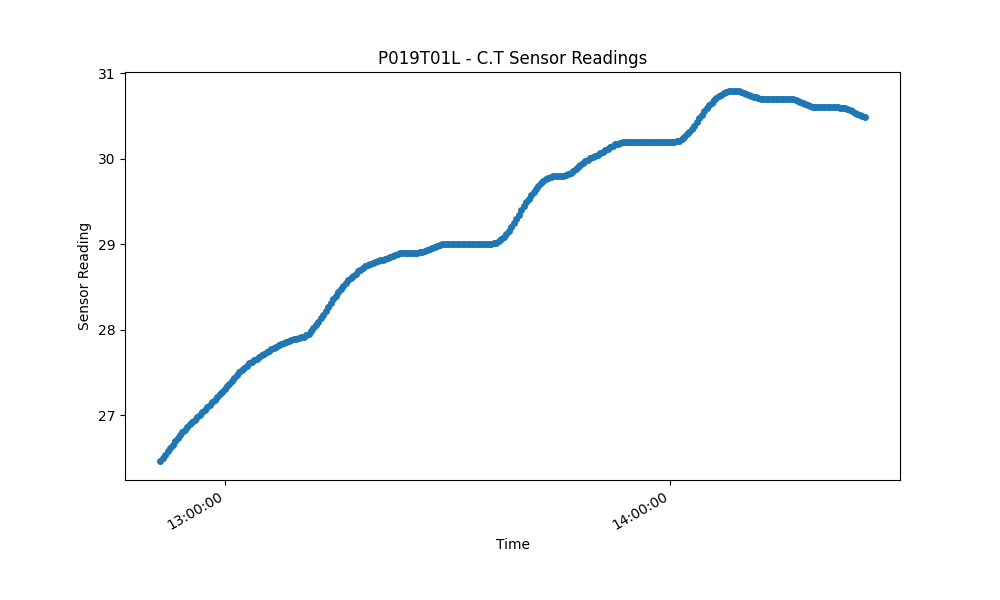 P019T01L - C.T Sensor Readings
31
30
29
28
27
Sensor Reading
13:00:00
14:00:00
Time